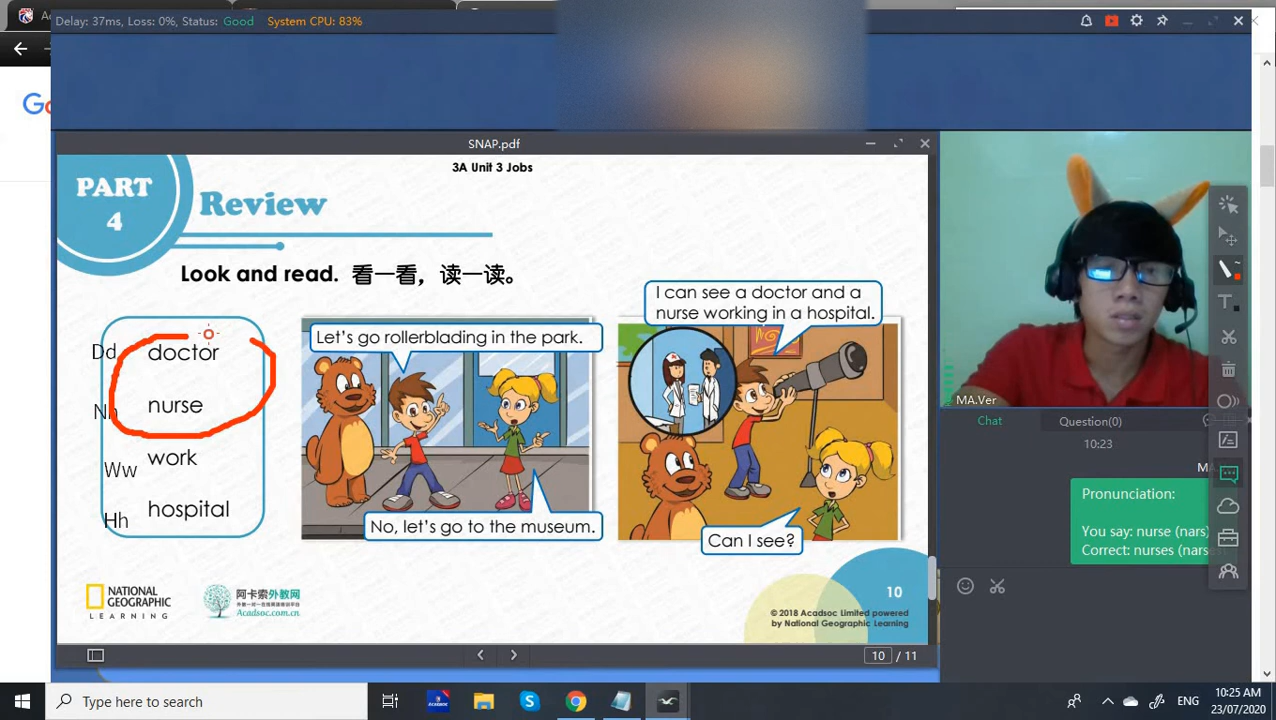 Delay: 37ms, Loss: 0%, Status: Good System CPU: 83%
SNAP.pdf
3A Unit 3 Jobs
PART
4
Review
Look and read. 看一看，读一读。
Dd doctor
Nn nurse
Ww work
Hh hospital
Let's go rollerblading in the park.
No, let's go to the museum.
I can see a doctor and a
nurse working in a hospital.
Can I see?
NATIONAL
GEOGRAPHIC
LEARNING
阿卡索外教网
Acadsoc.com.cn
10
© 2018 Acadsoc Limited powered
by National Geographic Learning
10 / 11
MA.Ver
Chat Question(0)
10:23
Pronunciation:
You say: nurse (nars)
Correct: nurses (nars
Type here to search
ENG
10:25 AM
23/07/2020